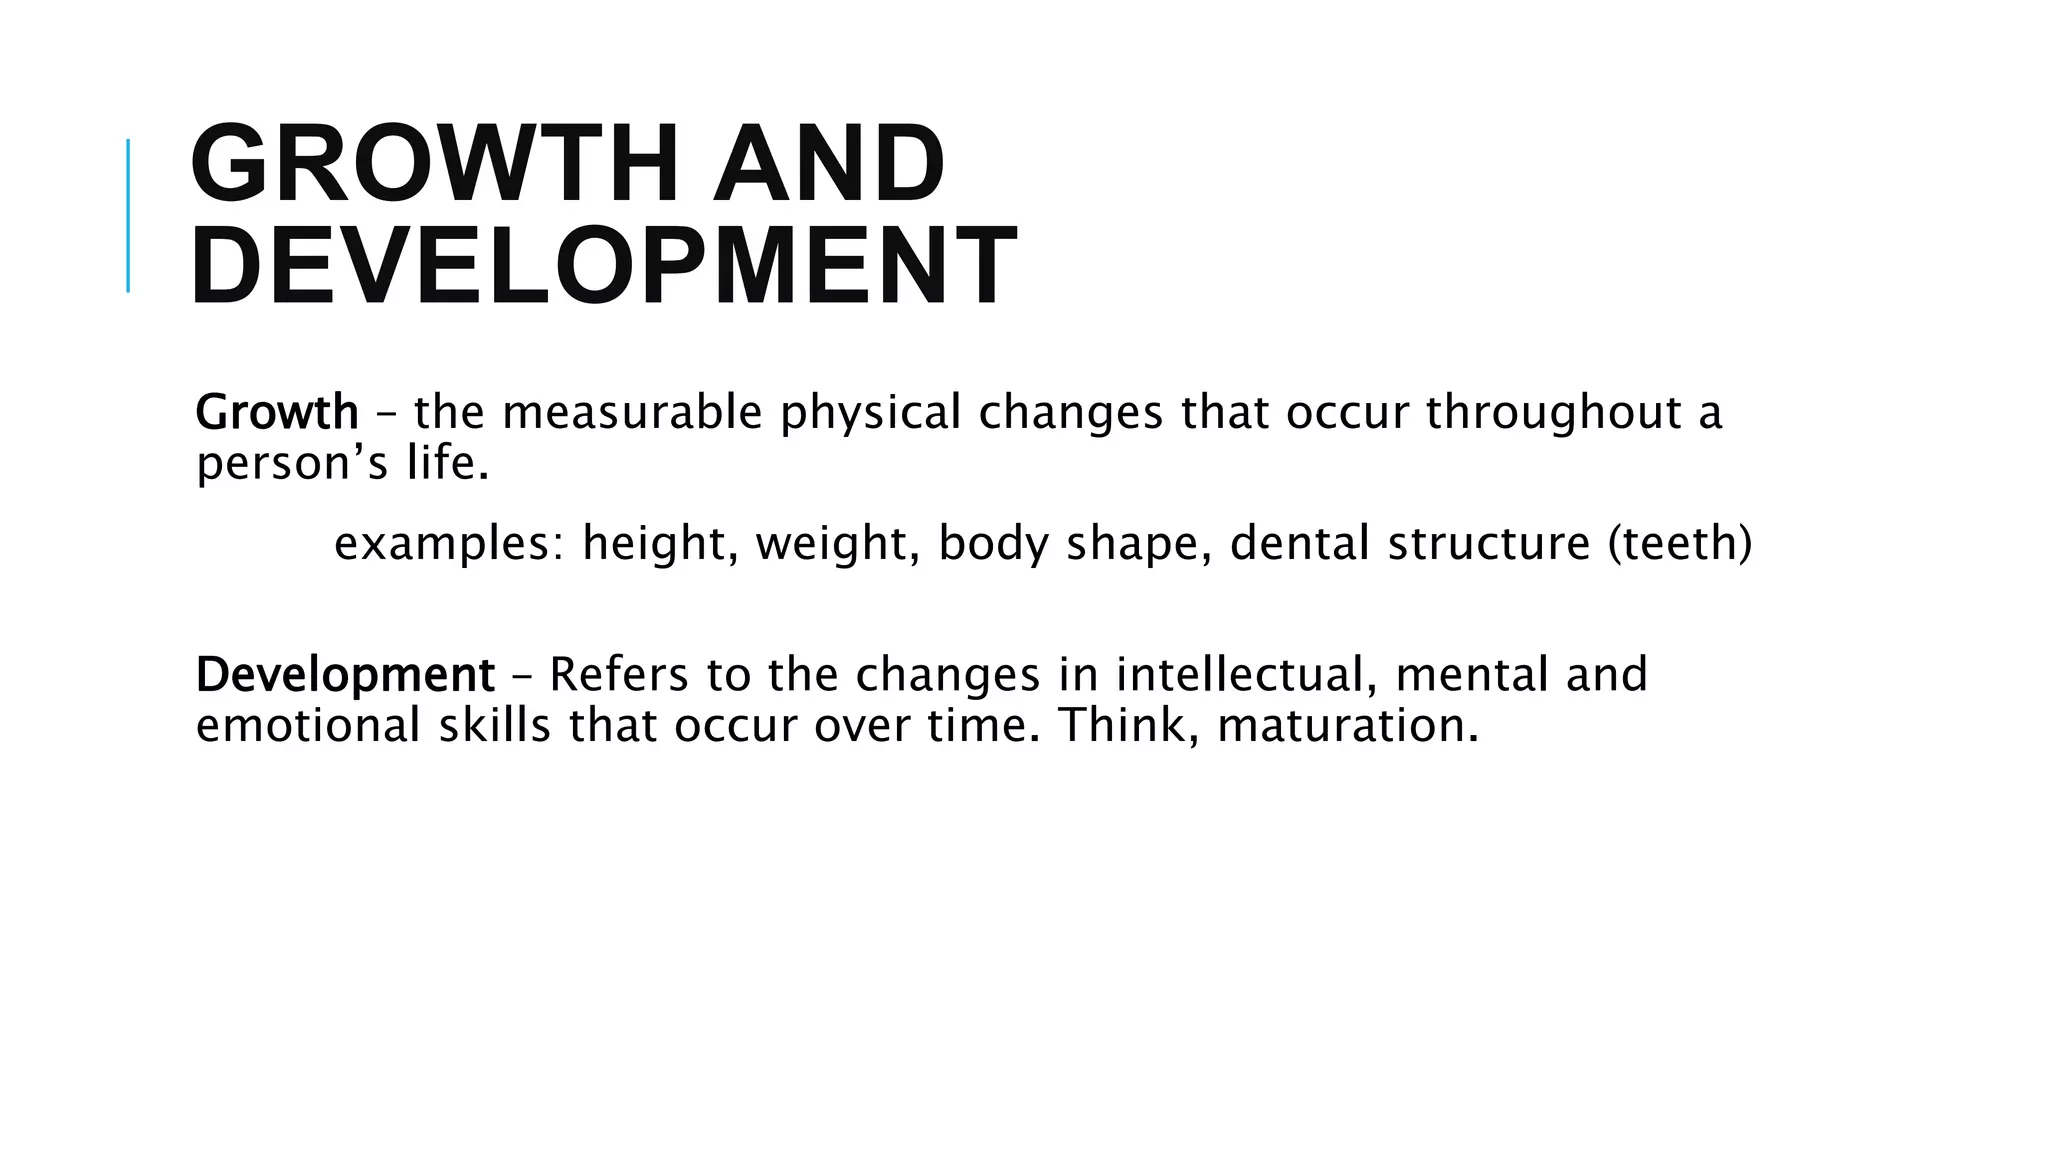 GROWTH AND
DEVELOPMENT
Growth – the measurable physical changes that occur throughout a
person’s life.
examples: height, weight, body shape, dental structure (teeth)
Development – Refers to the changes in intellectual, mental and
emotional skills that occur over time. Think, maturation.